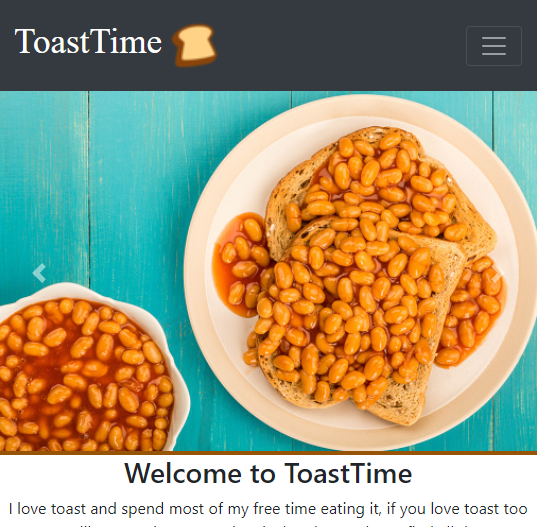 ToastTime
Welcome to ToastTime
I love toast and spend most of my free time eating it, if you love toast too